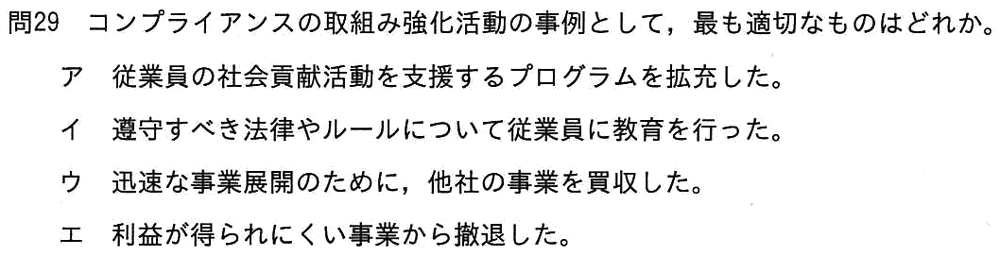 問29　コンプライアンスの取組み強化活動の事例として，最も適切なものはどれか。
ア　従業員の社会貢献活動を支援するプログラムを拡充した。
イ　遵守すべき法律やルールについて従業員に教育を行った。
ウ　迅速な事業展開のために，他社の事業を買収した。
エ　利益が得られにくい事業から撤退した。